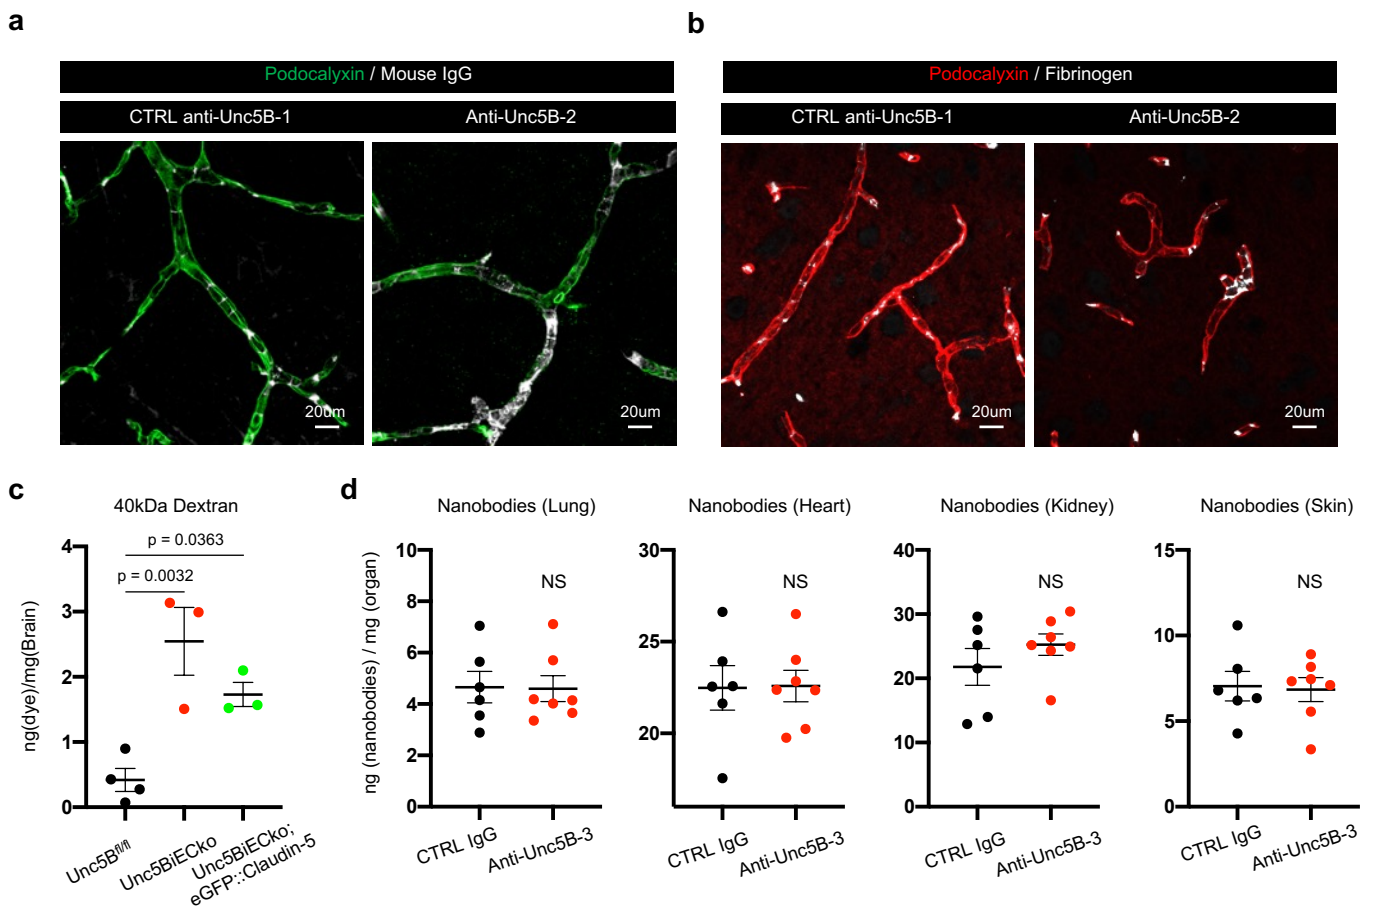 a
Podocalyxin / Mouse IgG
CTRL anti-Unc5B-1
Anti-Unc5B-2
20um
20um
b
Podocalyxin / Fibrinogen
CTRL anti-Unc5B-1
Anti-Unc5B-2
20um
20um
c
40kDa Dextran
p = 0.0363
p = 0.0032
ng(dye)/mg(Brain)
4
3
2
1
0
Unc5Bfl/fl
Unc5BiECko
Unc5BiECko;
eGFP::Claudin-5
d
ng (nanobodies) / mg (organ)
Nanobodies (Lung)
NS
10
8
6
4
2
0
CTRL IgG
Anti-Unc5B-3
Nanobodies (Heart)
NS
30
25
20
CTRL IgG
Anti-Unc5B-3
Nanobodies (Kidney)
NS
40
30
20
10
0
CTRL IgG
Anti-Unc5B-3
Nanobodies (Skin)
NS
15
10
5
0
CTRL IgG
Anti-Unc5B-3